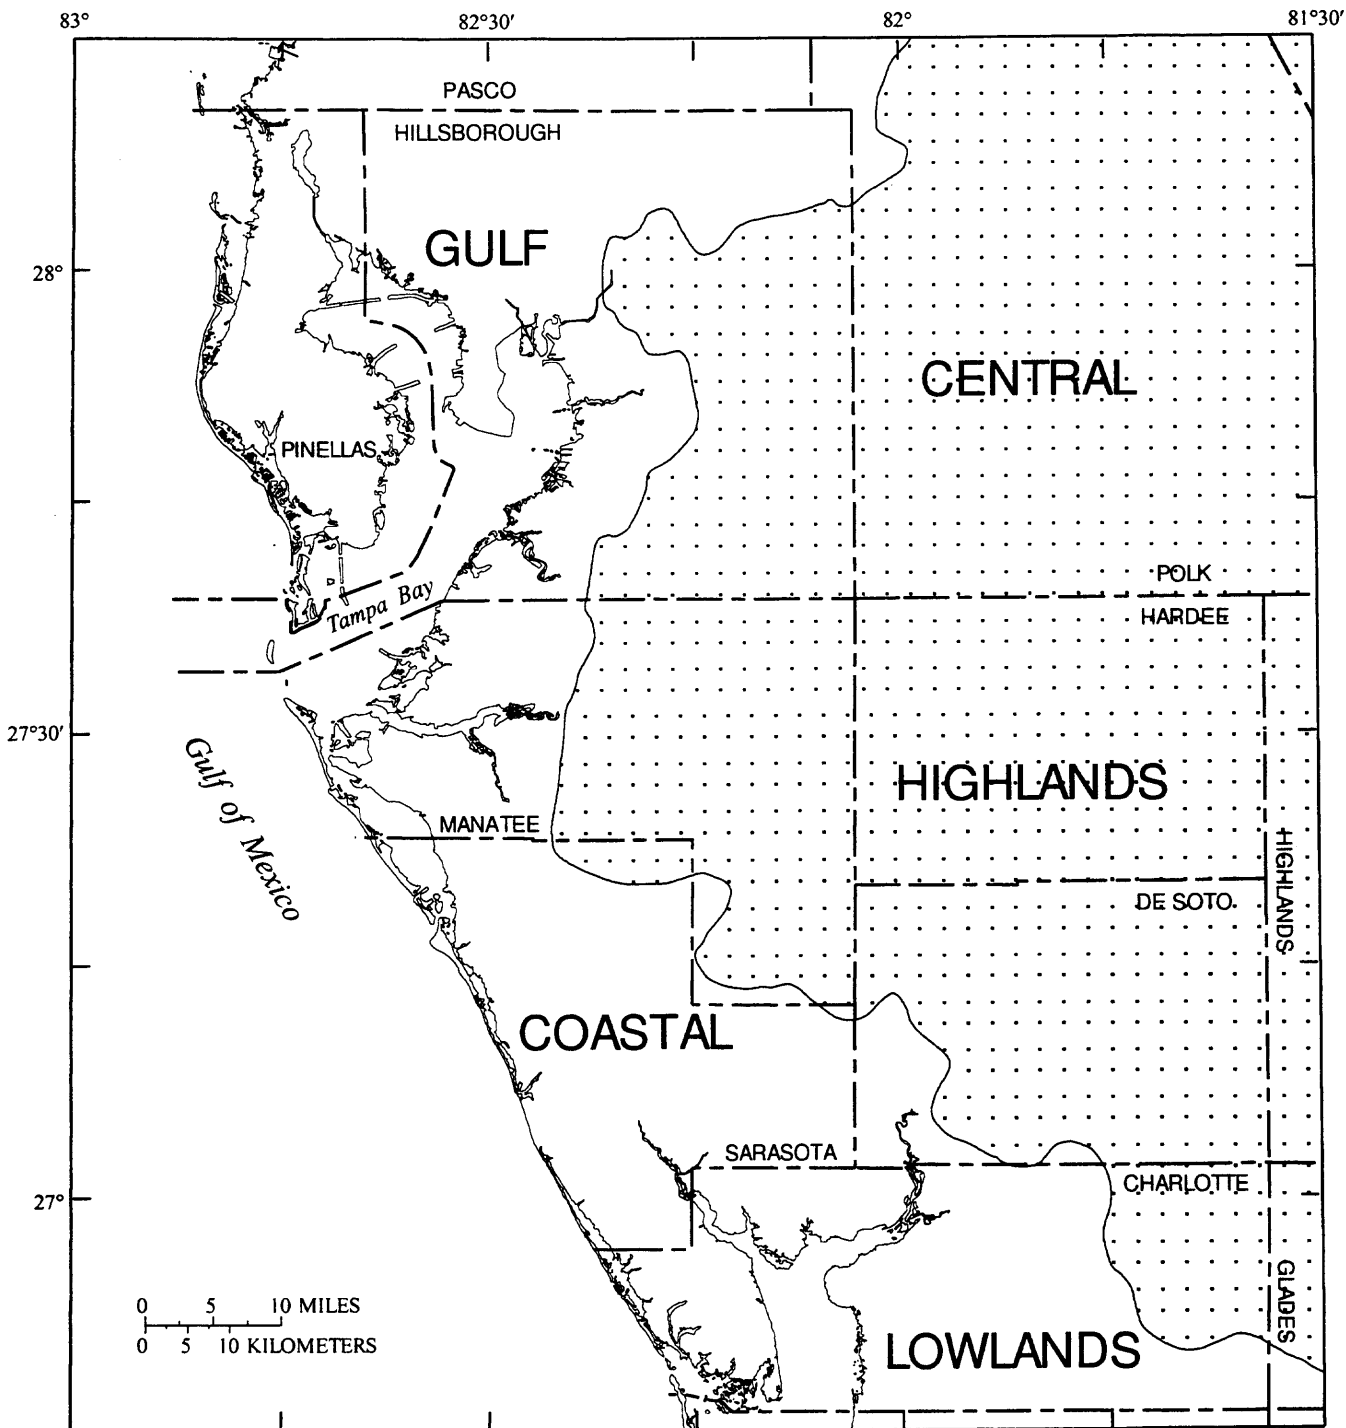 83°
82°30′
82°
81°30′
PASCO
HILLSBOROUGH
GULF
28°
CENTRAL
PINELLAS
POLK
Tampa Bay
HARDEE
27°30′
Gulf of Mexico
HIGHLANDS
MANATEE
HIGHLANDS
DE SOTO
COASTAL
SARASOTA
CHARLOTTE
27°
GLADES
0 5 10 MILES
0 5 10 KILOMETERS
LOWLANDS